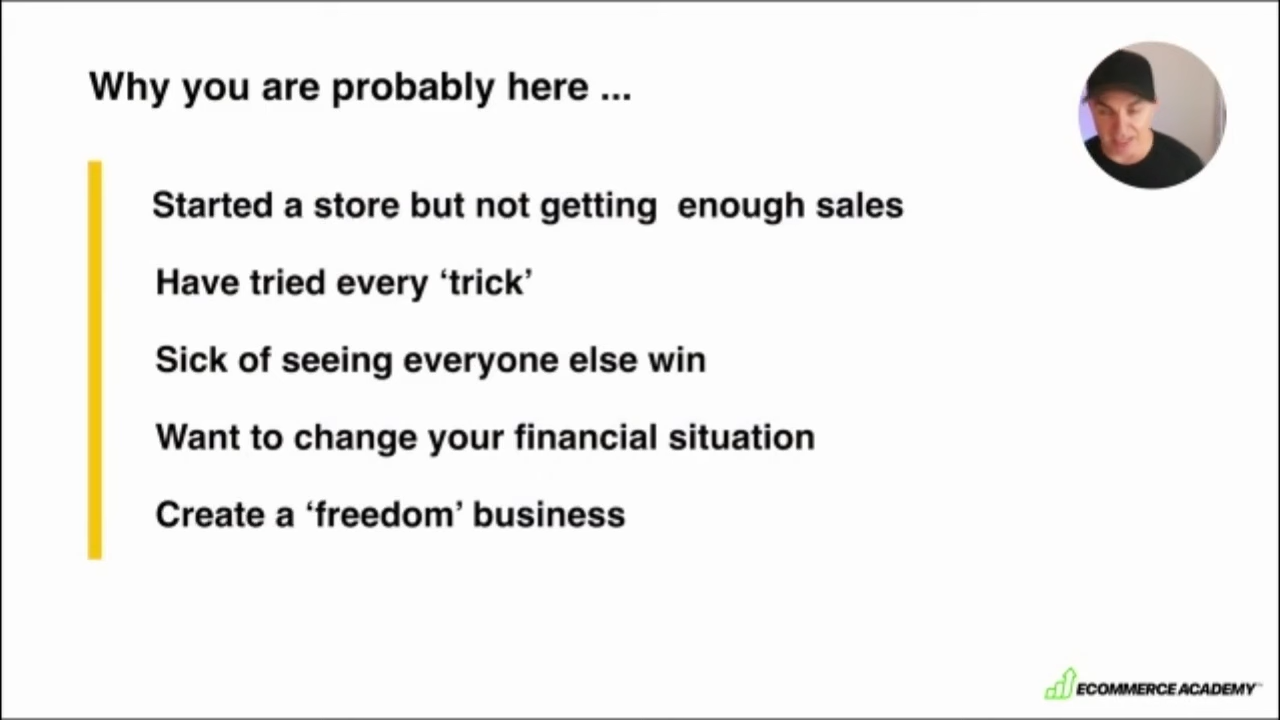 Why you are probably here ...
Started a store but not getting  enough sales
Have tried every ‘trick’
Sick of seeing everyone else win
Want to change your financial situation
Create a ‘freedom’ business
ECOMMERCE ACADEMY